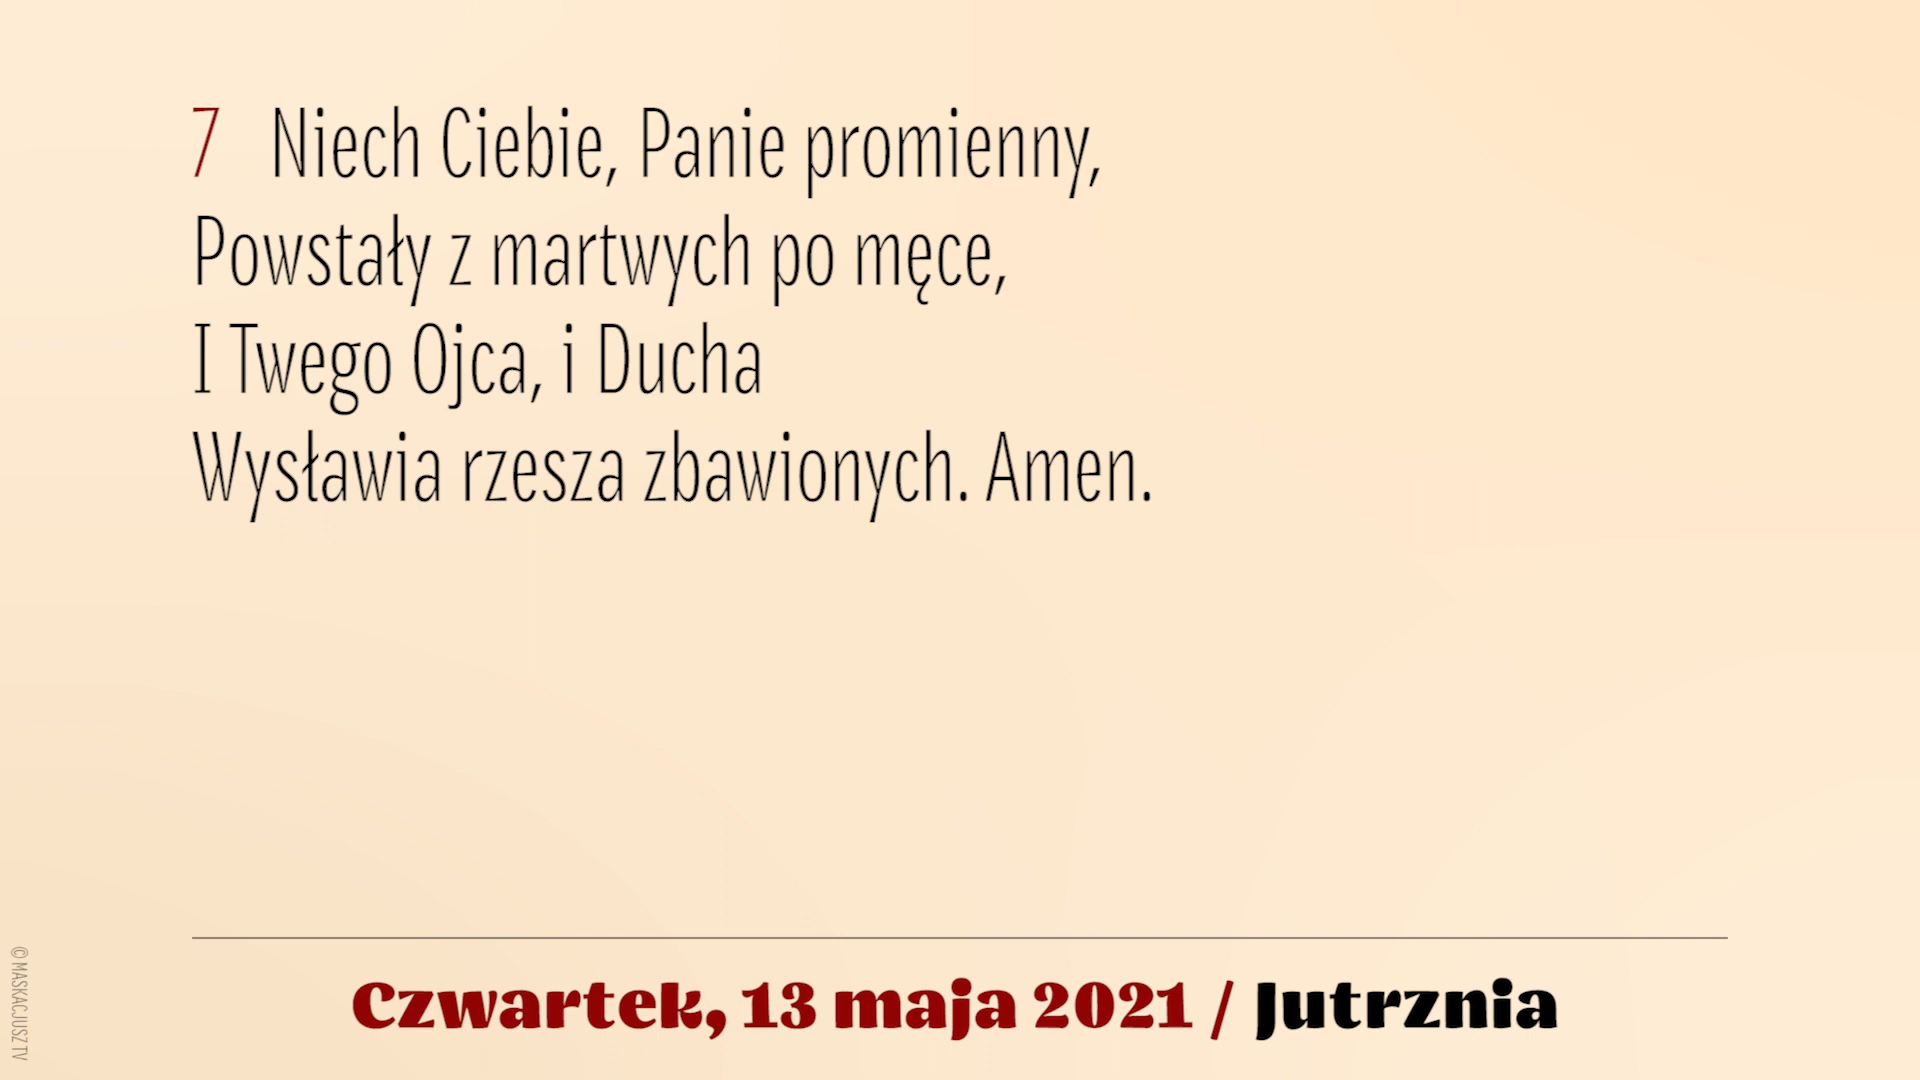 7 Niech Ciebie, Panie promienny,
Powstały z martwych po męce,
I Twego Ojca, i Ducha
Wysławia rzesza zbawionych. Amen.
Czwartek, 13 maja 2021 / Jutrznia
© MASKACJUSZ TV